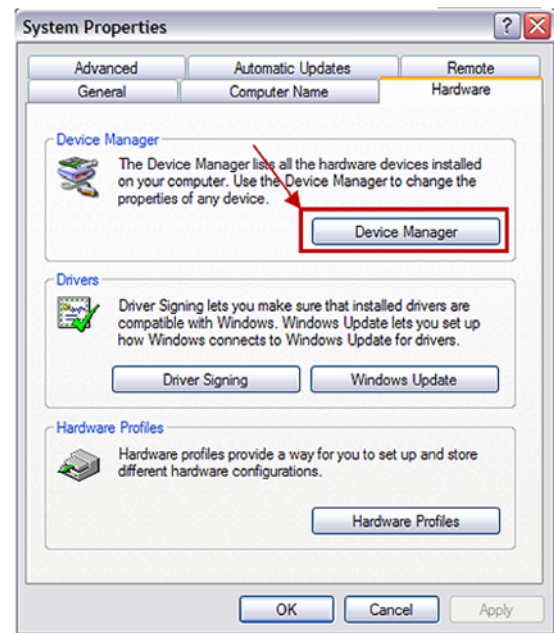 System Properties
?
X
Advanced
Automatic Updates
Remote
General
Computer Name
Hardware
Device Manager
The Device Manager lists all the hardware devices installed
on your computer. Use the Device Manager to change the
properties of any device.
Device Manager
Drivers
Driver Signing lets you make sure that installed drivers are
compatible with Windows. Windows Update lets you set up
how Windows connects to Windows Update for drivers.
Driver Signing
Windows Update
Hardware Profiles
Hardware profiles provide a way for you to set up and store
different hardware configurations.
Hardware Profiles
OK
Cancel
Apply